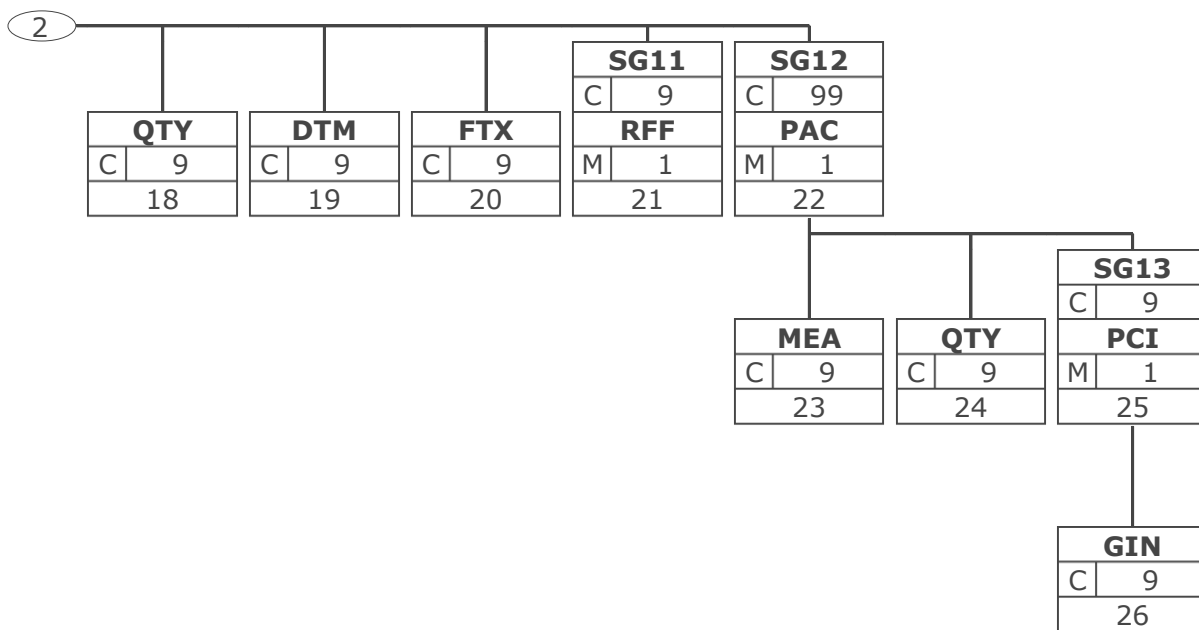 2
SG11 SG12
C 9 C 99
QTY DTM FTX RFF PAC
C 9 C 9 C 9 M 1 M 1
18 19 20 21 22
SG13
C 9
MEA QTY PCI
C 9 C 9 M 1
23 24 25
GIN
C 9
26